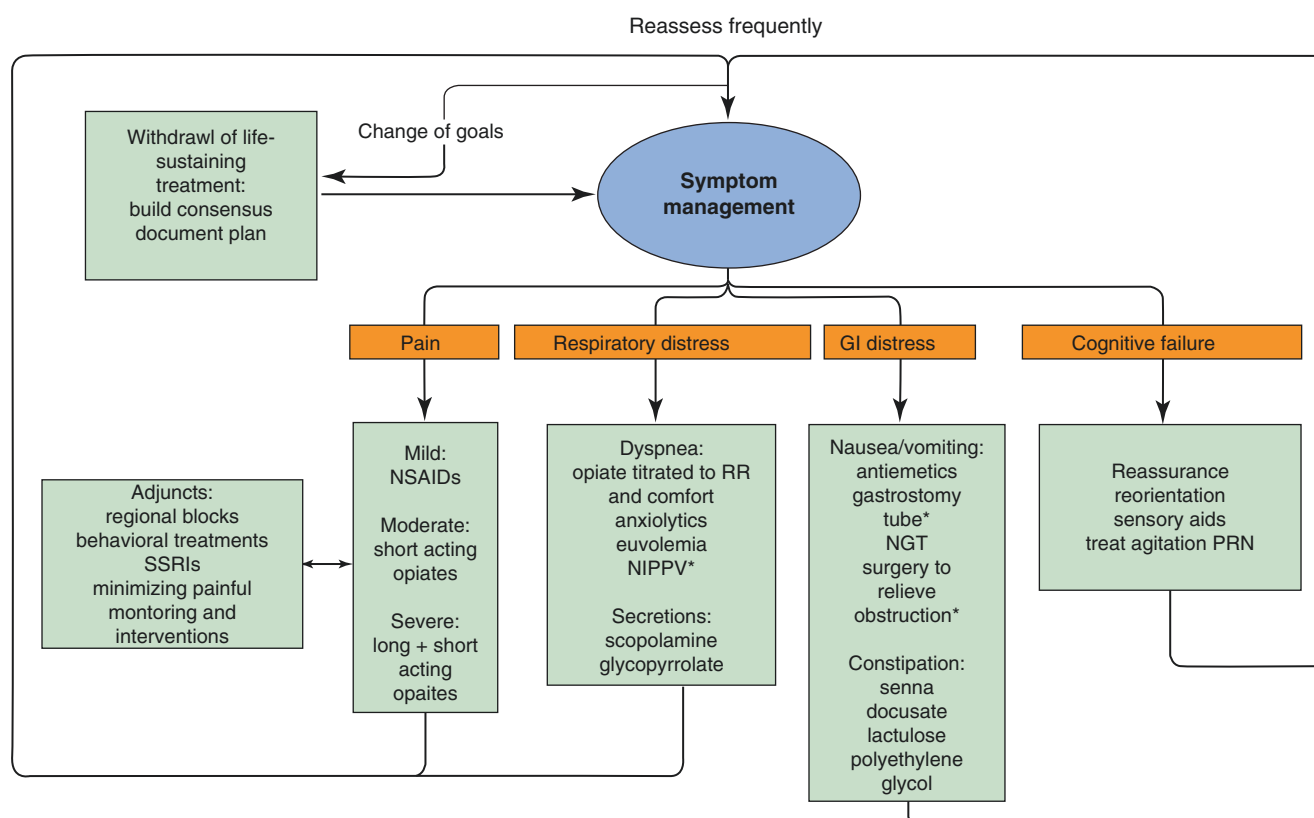 Reassess frequently
Change of goals
Withdrawl of life-
sustaining
treatment:
build consensus
document plan
Symptom
management
Pain
Respiratory distress
GI distress
Cognitive failure
Adjuncts:
regional blocks
behavioral treatments
SSRIs
minimizing painful
montoring and
interventions
Mild:
NSAIDs
Moderate:
short acting
opiates
Severe:
long + short
acting
opaites
Dyspnea:
opiate titrated to RR
and comfort
anxiolytics
euvolemia
NIPPV*
Secretions:
scopolamine
glycopyrrolate
Nausea/vomiting:
antiemetics
gastrostomy
tube*
NGT
surgery to
relieve
obstruction*
Constipation:
senna
docusate
lactulose
polyethylene
glycol
Reassurance
reorientation
sensory aids
treat agitation PRN